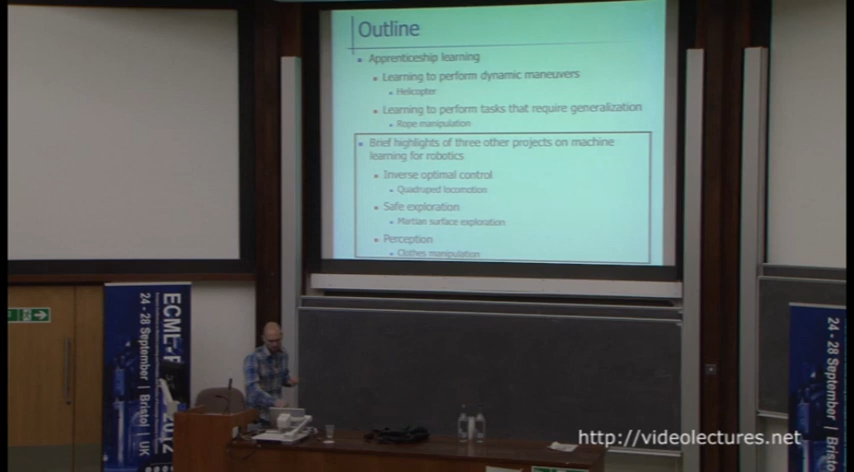 Outline
Apprenticeship learning
Learning to perform dynamic maneuvers
Helicopter
Learning to perform tasks that require generalization
Rope manipulation
Brief highlights of three other projects on machine
learning for robotics
Inverse optimal control
Quadruped locomotion
Safe exploration
Martian surface exploration
Perception
Clothes manipulation
ECML-P
2012
24 - 28 September | Bristol | UK
24 - 28 September | Bristo
http://videolectures.net